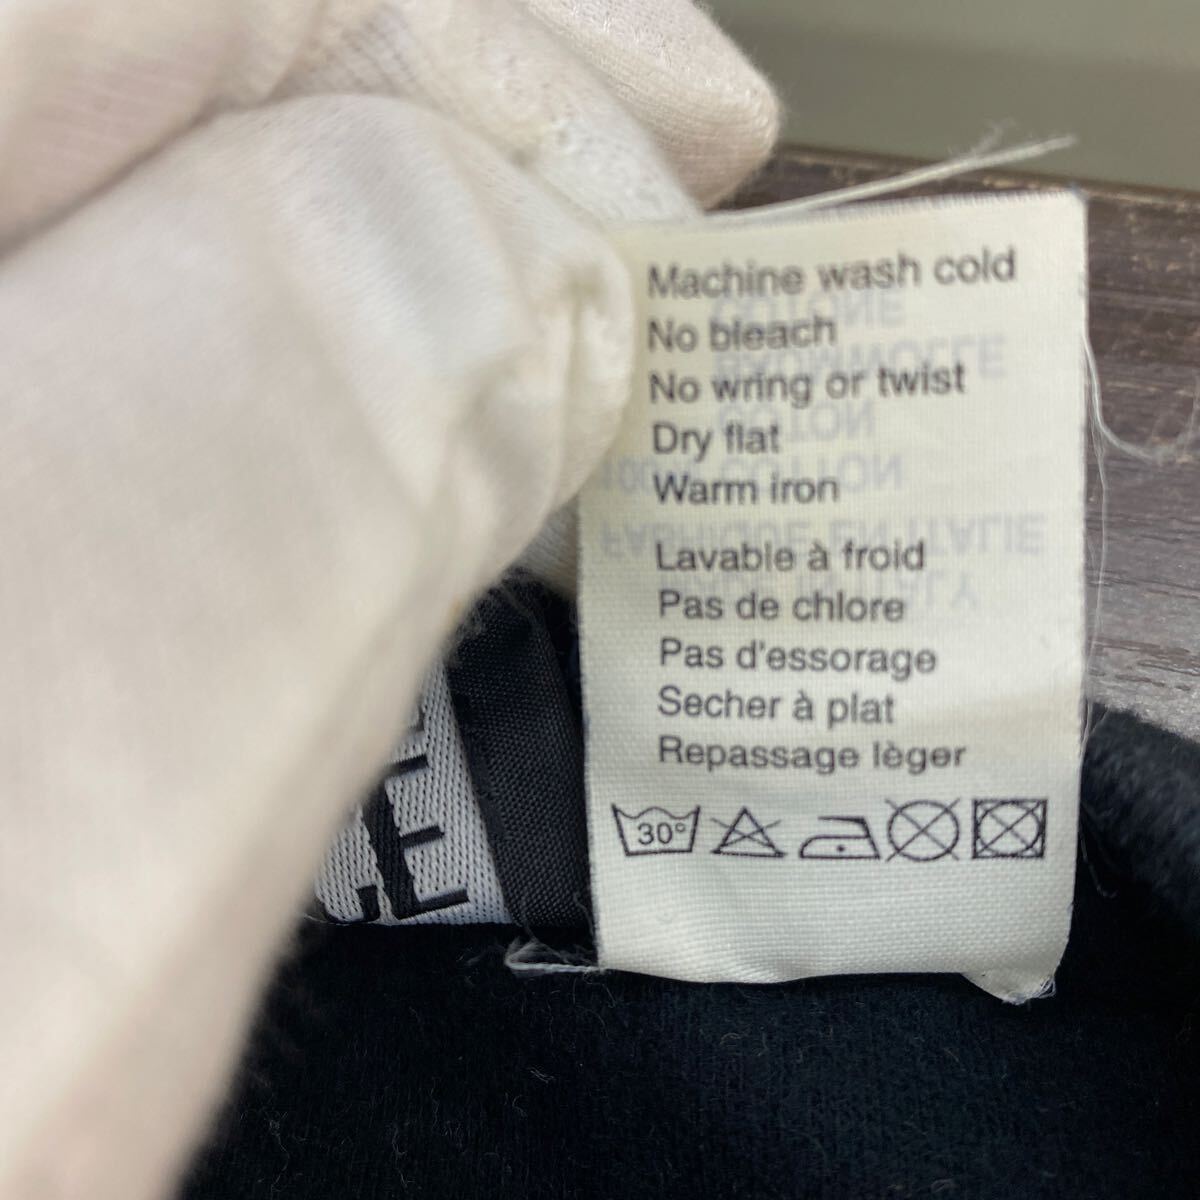 Machine wash cold
No bleach
No wring or twist
Dry flat
Warm iron
Lavable à froid
Pas de chlore
Pas d'essorage
Secher à plat
Repassage lèger
30°